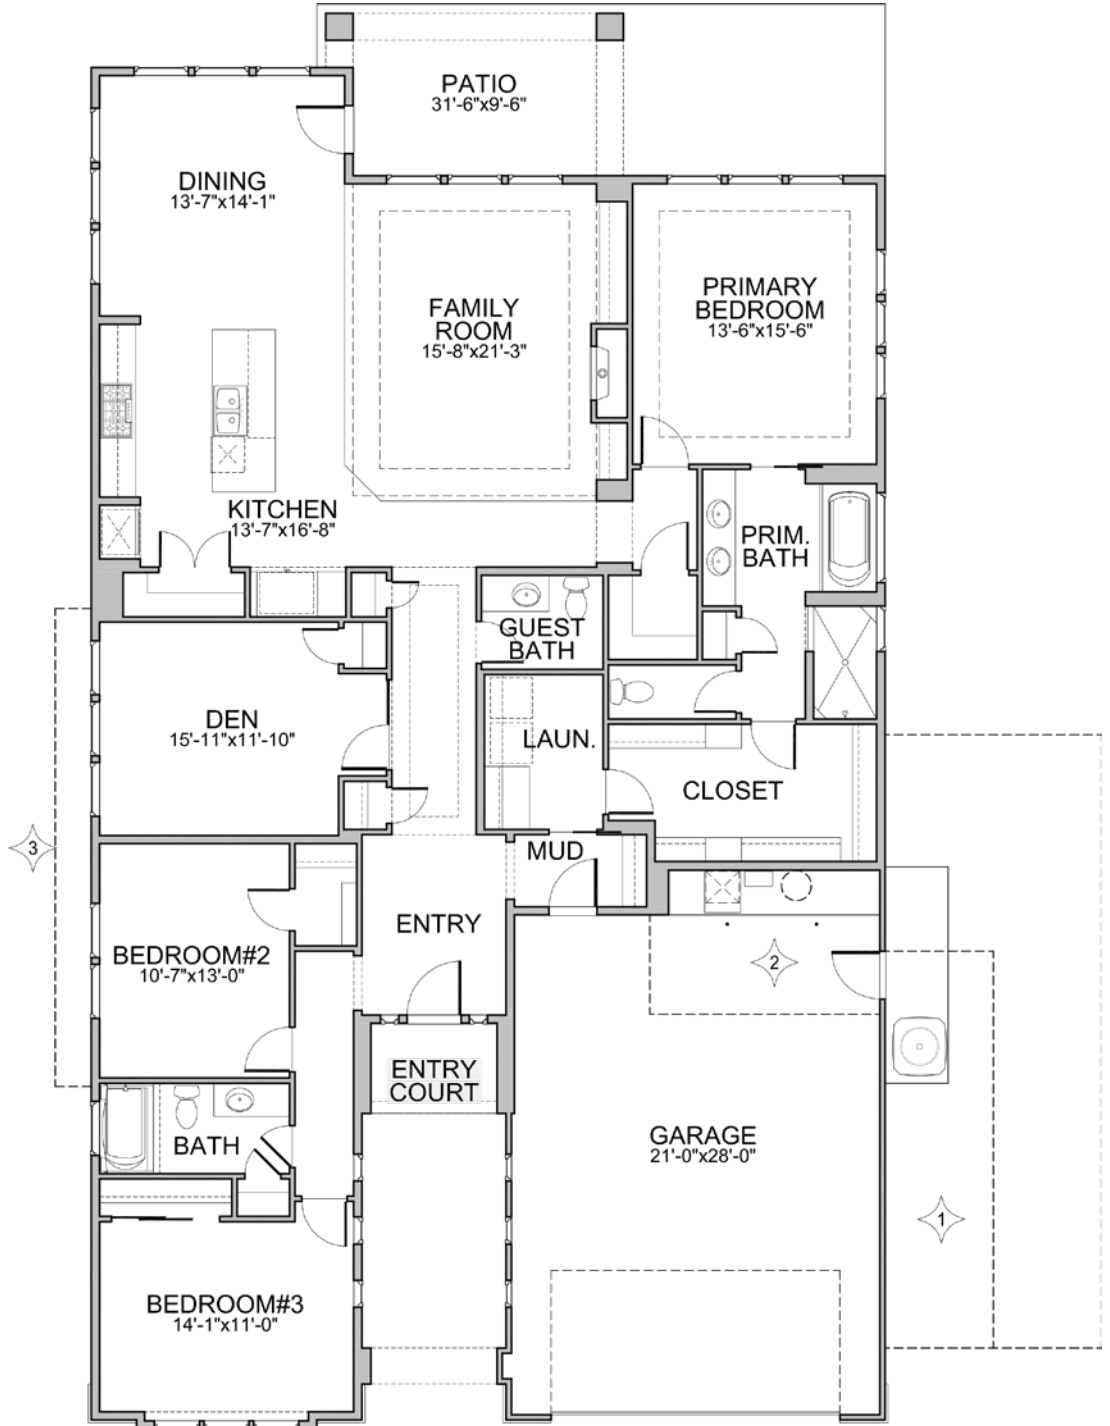 PATIO
31'-6"x9'-6"
DINING
13'-7"x14'-1"
FAMILY
ROOM
15'-8"x21'-3"
PRIMARY
BEDROOM
13'-6"x15'-6"
KITCHEN
13'-7"x16'-8"
PRIM.
BATH
GUEST
BATH
DEN
15'-11"x11'-10"
LAUN.
CLOSET
3
MUD
ENTRY
BEDROOM#2
10'-7"x13'-0"
2
ENTRY
COURT
BATH
GARAGE
21'-0"x28'-0"
1
BEDROOM#3
14'-1"x11'-0"